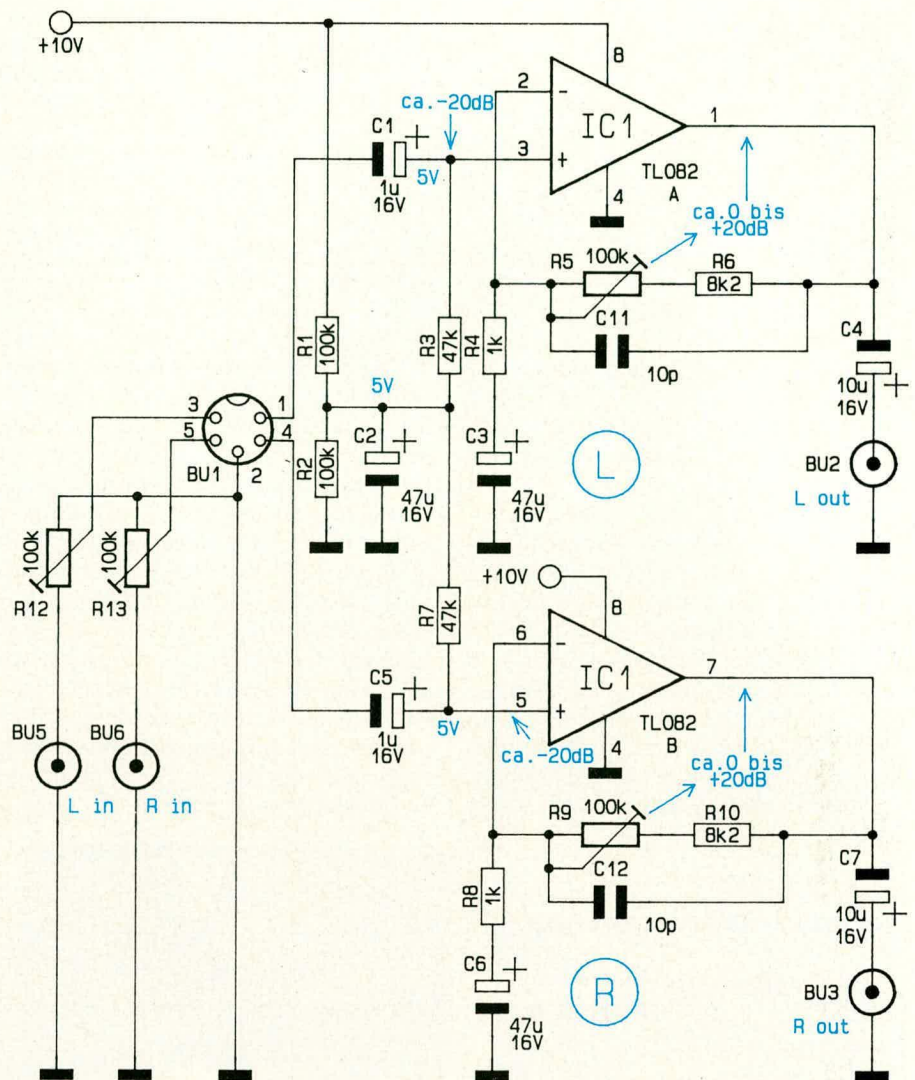 +10V
8
2
ca.-20dB
C1
+
IC1
1
3
5V
1u
16V
TL082
A
4
ca.0 bis
+20dB
R5
100k
R6
8k2
C11
10p
R1
100k
R3
47k
R4
1k
C4
+
10u
16V
5V
3
1
5
4
BU1
2
R2
100k
C2
+
47u
16V
C3
+
47u
16V
L
BU2
L out
100k
R12
100k
R13
+10V
8
R7
47k
6
IC1
7
C5
+
1u
16V
5V
5
ca.-20dB
4
TL082
B
ca.0 bis
+20dB
BU5
L in
BU6
R in
R9
100k
R10
8k2
C12
10p
R8
1k
C7
+
10u
16V
C6
+
47u
16V
R
BU3
R out